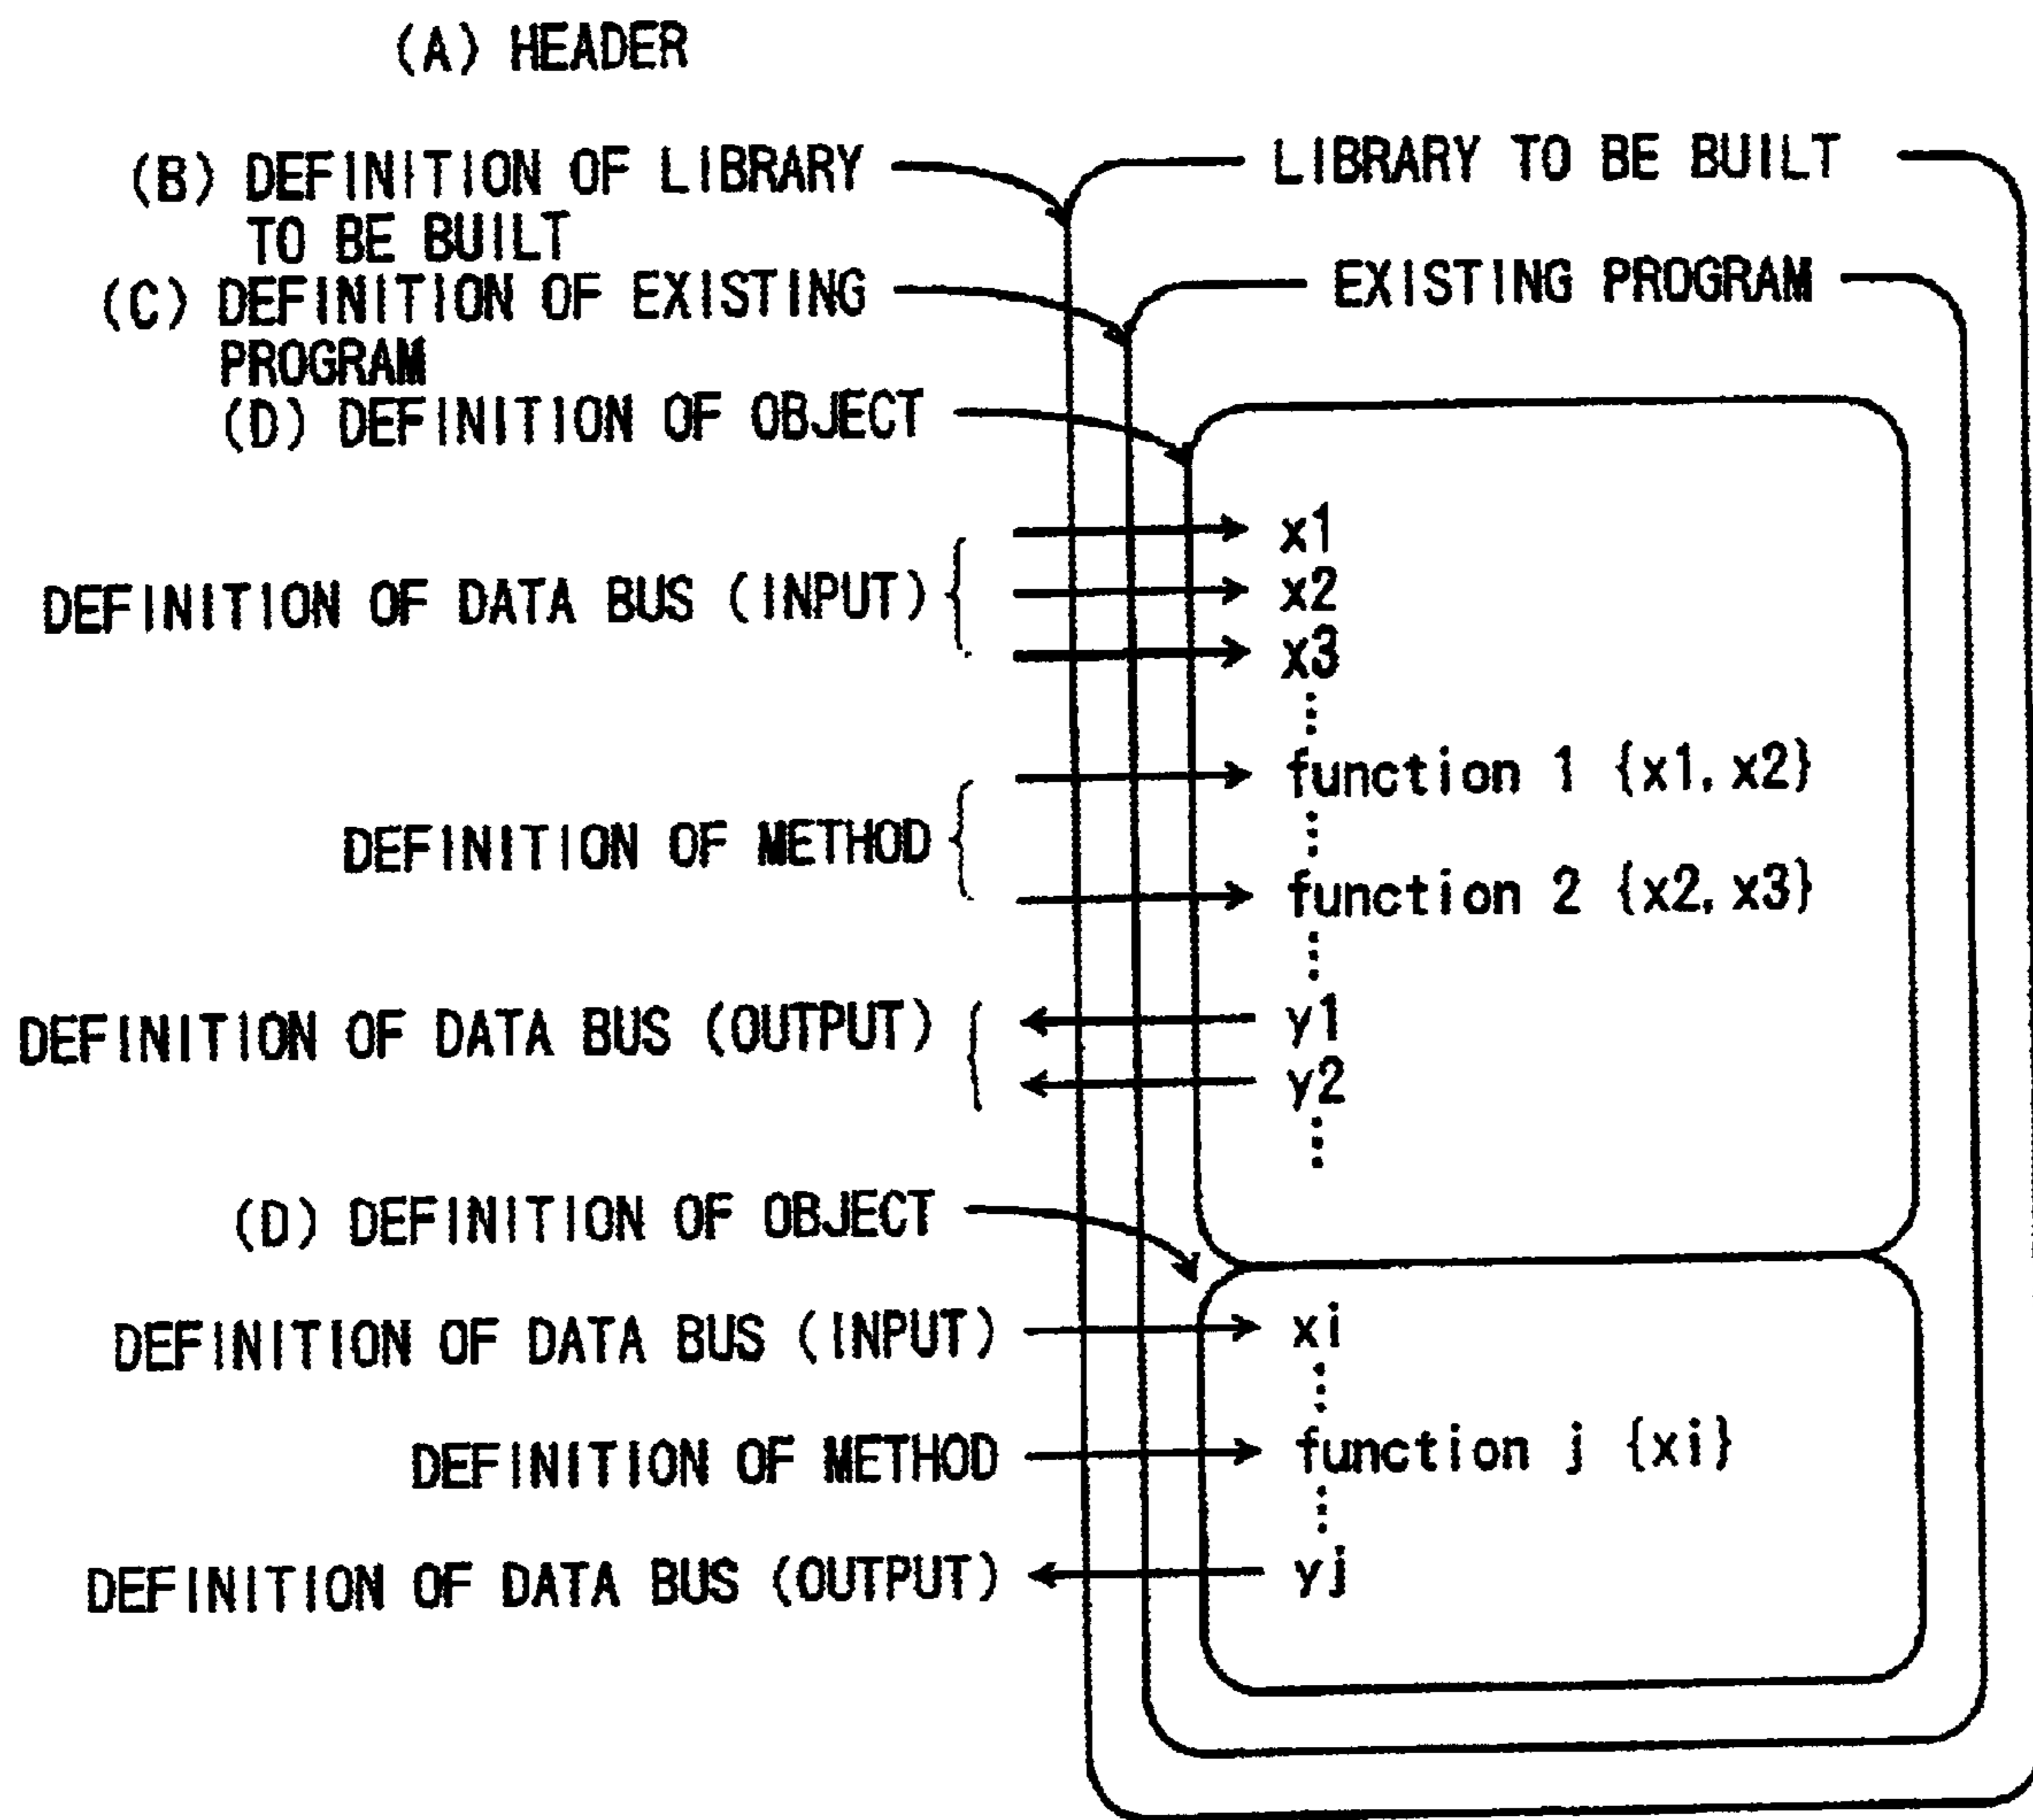 (A) HEADER
(B) DEFINITION OF LIBRARY
TO BE BUILT
LIBRARY TO BE BUILT
(C) DEFINITION OF EXISTING
PROGRAM
EXISTING PROGRAM
(D) DEFINITION OF OBJECT
DEFINITION OF DATA BUS (INPUT)
x1
x2
x3
DEFINITION OF METHOD
function 1 {x1, x2}
function 2 {x2, x3}
DEFINITION OF DATA BUS (OUTPUT)
y1
y2
(D) DEFINITION OF OBJECT
DEFINITION OF DATA BUS (INPUT)
xi
DEFINITION OF METHOD
function j {xi}
DEFINITION OF DATA BUS (OUTPUT)
yj